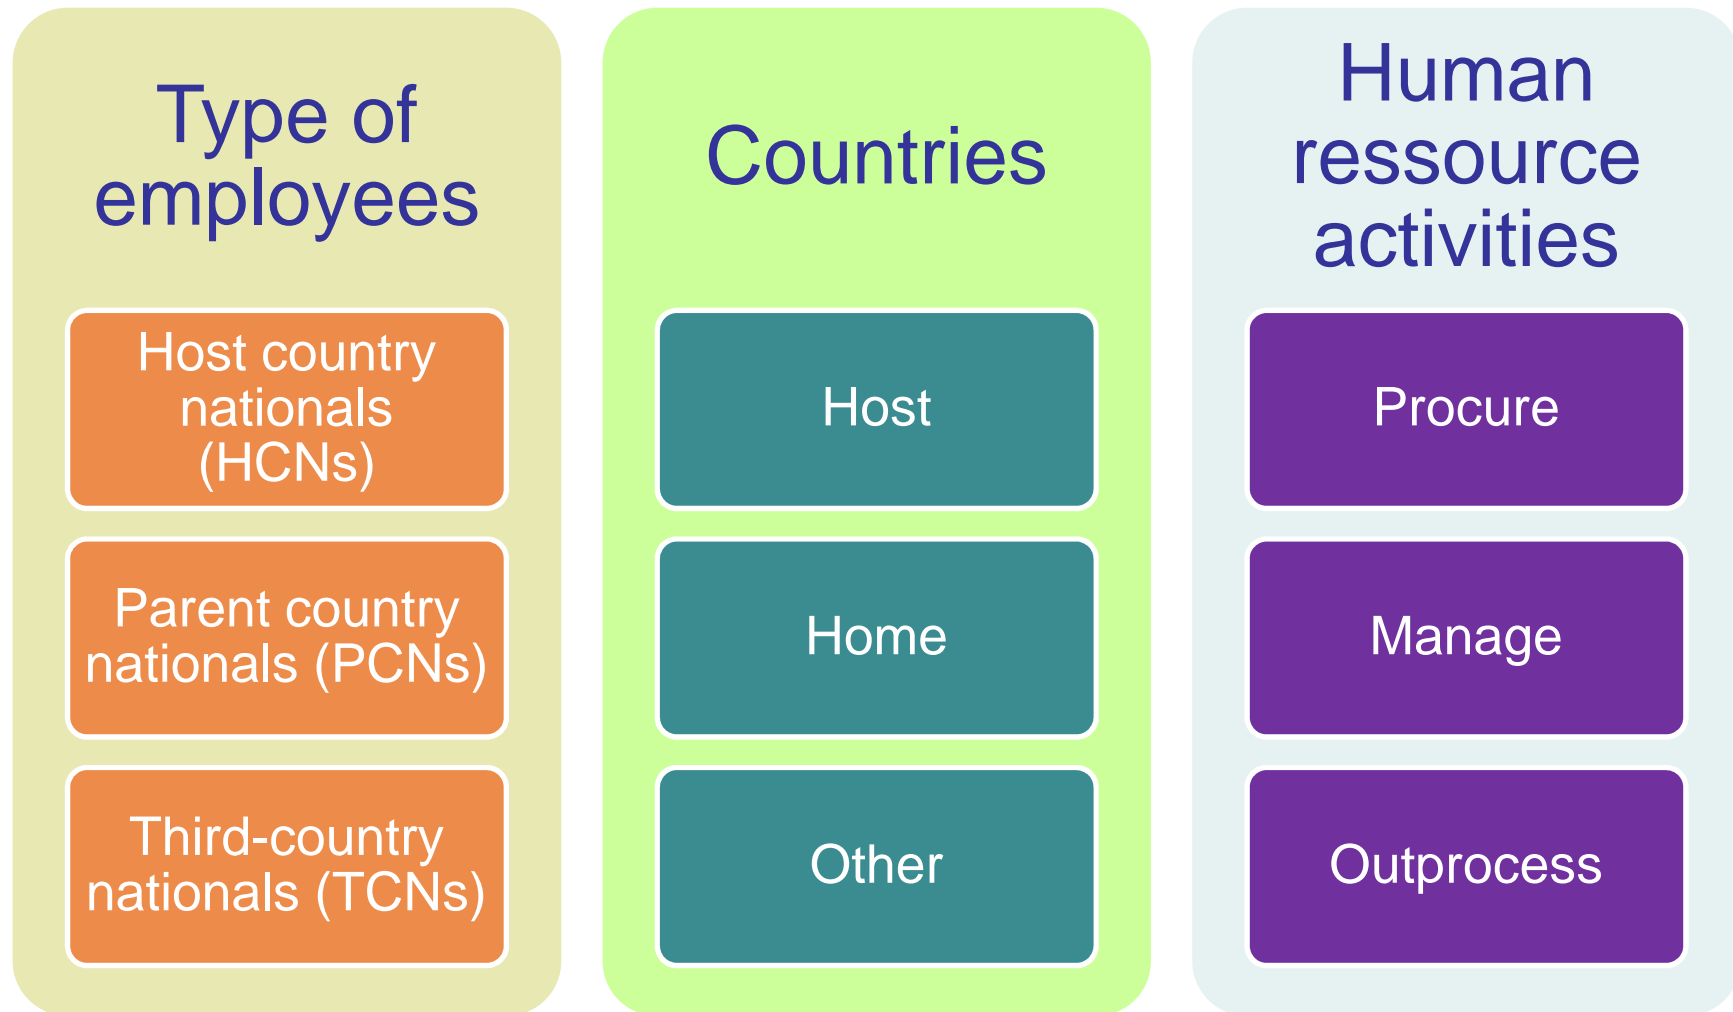 Type of
employees
Host country
nationals
(HCNs)
Parent country
nationals (PCNs)
Third-country
nationals (TCNs)
Countries
Host
Home
Other
Human
ressource
activities
Procure
Manage
Outprocess